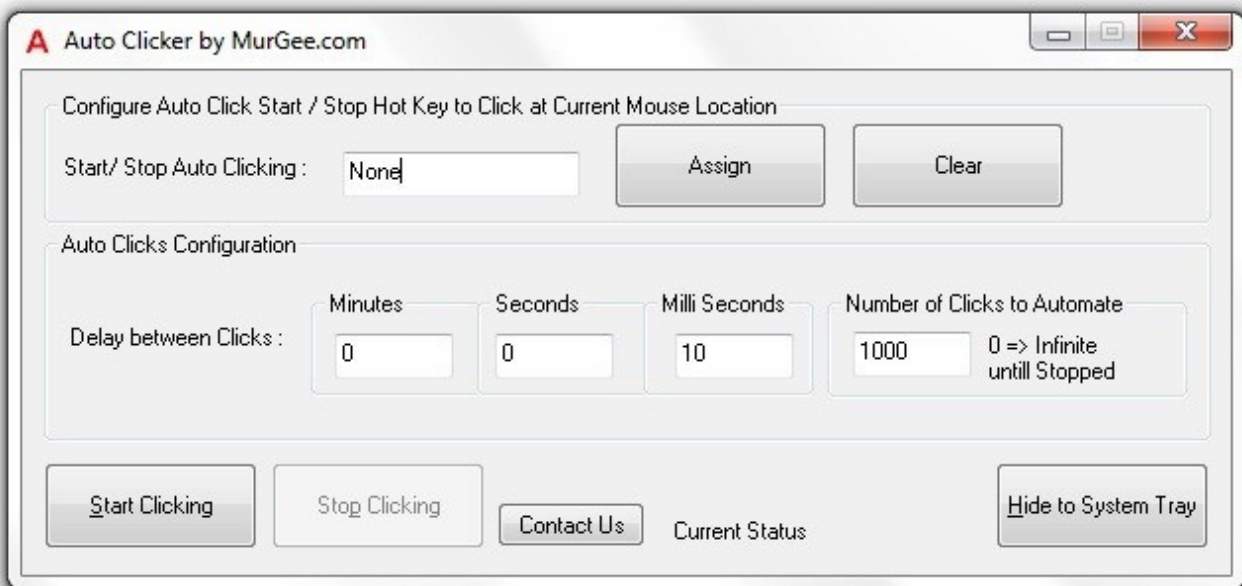 A Auto Clicker by MurGee.com
Configure Auto Click Start / Stop Hot Key to Click at Current Mouse Location
Start/ Stop Auto Clicking :
None
Assign
Clear
Auto Clicks Configuration
Minutes
Seconds
Milli Seconds
Number of Clicks to Automate
Delay between Clicks :
0
0
10
1000
0 => Infinite
untill Stopped
Start Clicking
Stop Clicking
Contact Us
Current Status
Hide to System Tray